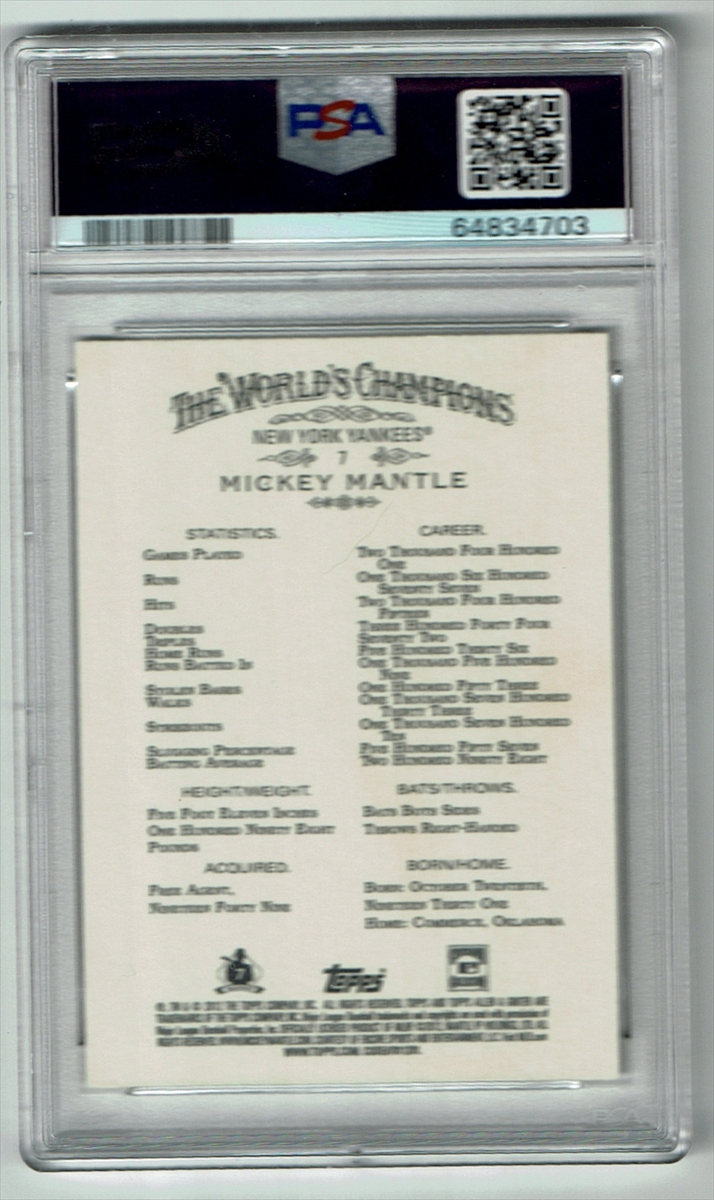 PSA
64834703
THE WORLD'S CHAMPIONS
NEW YORK YANKEES®
7
MICKEY MANTLE
STATISTICS. CAREER.
GAMES PLAYED TWO THOUSAND FOUR HUNDRED
ONE
RUNS ONE THOUSAND SIX HUNDRED
SEVENTY SEVEN
HITS TWO THOUSAND FOUR HUNDRED
FIFTEEN
DOUBLES THREE HUNDRED FORTY FOUR
TRIPLES SEVENTY TWO
HOME RUNS FIVE HUNDRED THIRTY SIX
RUNS BATTED IN ONE THOUSAND FIVE HUNDRED
NINE
STOLEN BASES ONE HUNDRED FIFTY THREE
WALKS ONE THOUSAND SEVEN HUNDRED
THIRTY THREE
STRIKEOUTS ONE THOUSAND SEVEN HUNDRED
TEN
SLUGGING PERCENTAGE FIVE HUNDRED FIFTY SEVEN
BATTING AVERAGE TWO HUNDRED NINETY EIGHT
HEIGHT/WEIGHT. BATS/THROWS.
FIVE FOOT ELEVEN INCHES BATS BOTH SIDES
ONE HUNDRED NINETY EIGHT THROWS RIGHT-HANDED
POUNDS
ACQUIRED. BORN/HOME.
FREE AGENT, BORN: OCTOBER TWENTIETH,
NINETEEN FORTY NINE NINETEEN THIRTY ONE
HOME: COMMERCE, OKLAHOMA
7
TOPPS
PSA